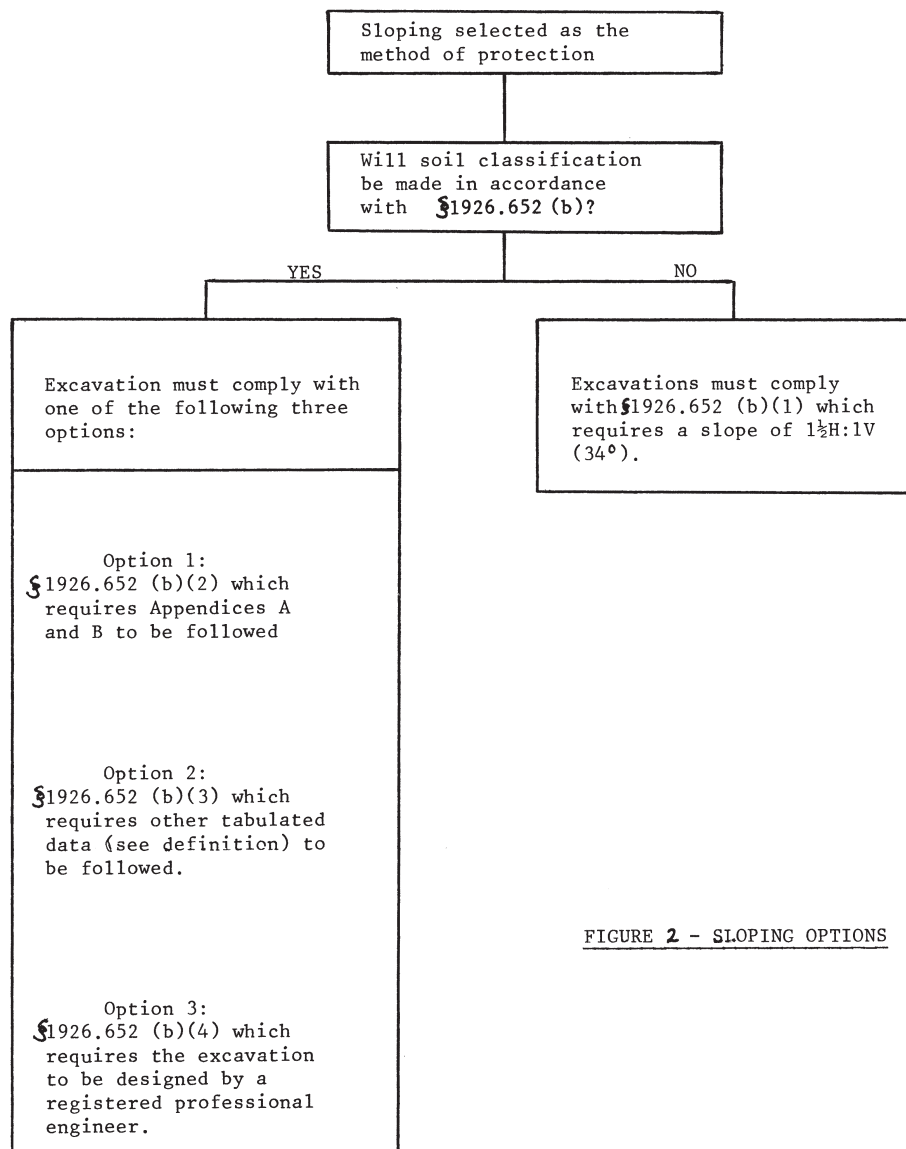 Sloping selected as the
method of protection
Will soil classification
be made in accordance
with §1926.652 (b)?
YES
NO
Excavation must comply with
one of the following three
options:
Excavations must comply
with §1926.652 (b)(1) which
requires a slope of 1½H:1V
(34°).
Option 1:
§1926.652 (b)(2) which
requires Appendices A
and B to be followed
Option 2:
§1926.652 (b)(3) which
requires other tabulated
data (see definition) to
be followed.
Option 3:
§1926.652 (b)(4) which
requires the excavation
to be designed by a
registered professional
engineer.
FIGURE 2 - SLOPING OPTIONS